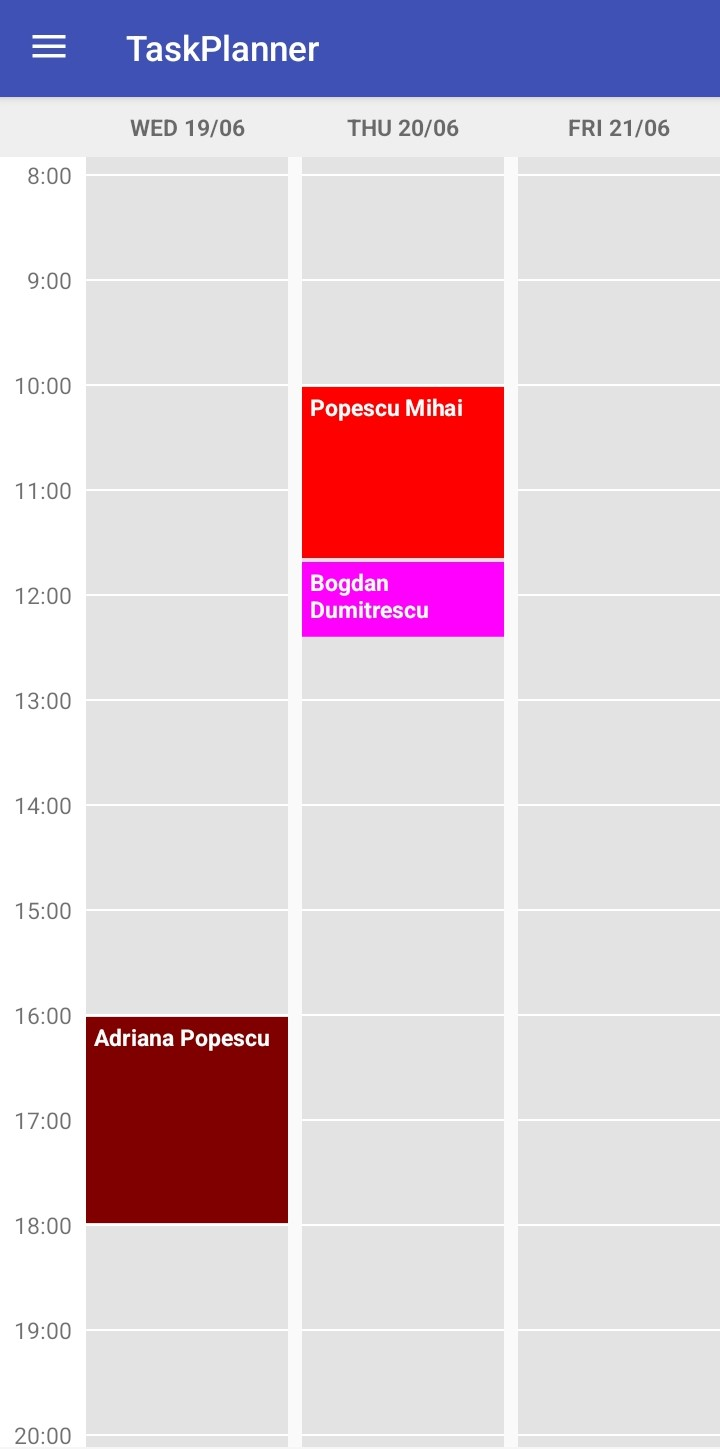 TaskPlanner
WED 19/06
THU 20/06
FRI 21/06
8:00
9:00
10:00
Popescu Mihai
11:00
Bogdan
Dumitrescu
12:00
13:00
14:00
15:00
16:00
Adriana Popescu
17:00
18:00
19:00
20:00